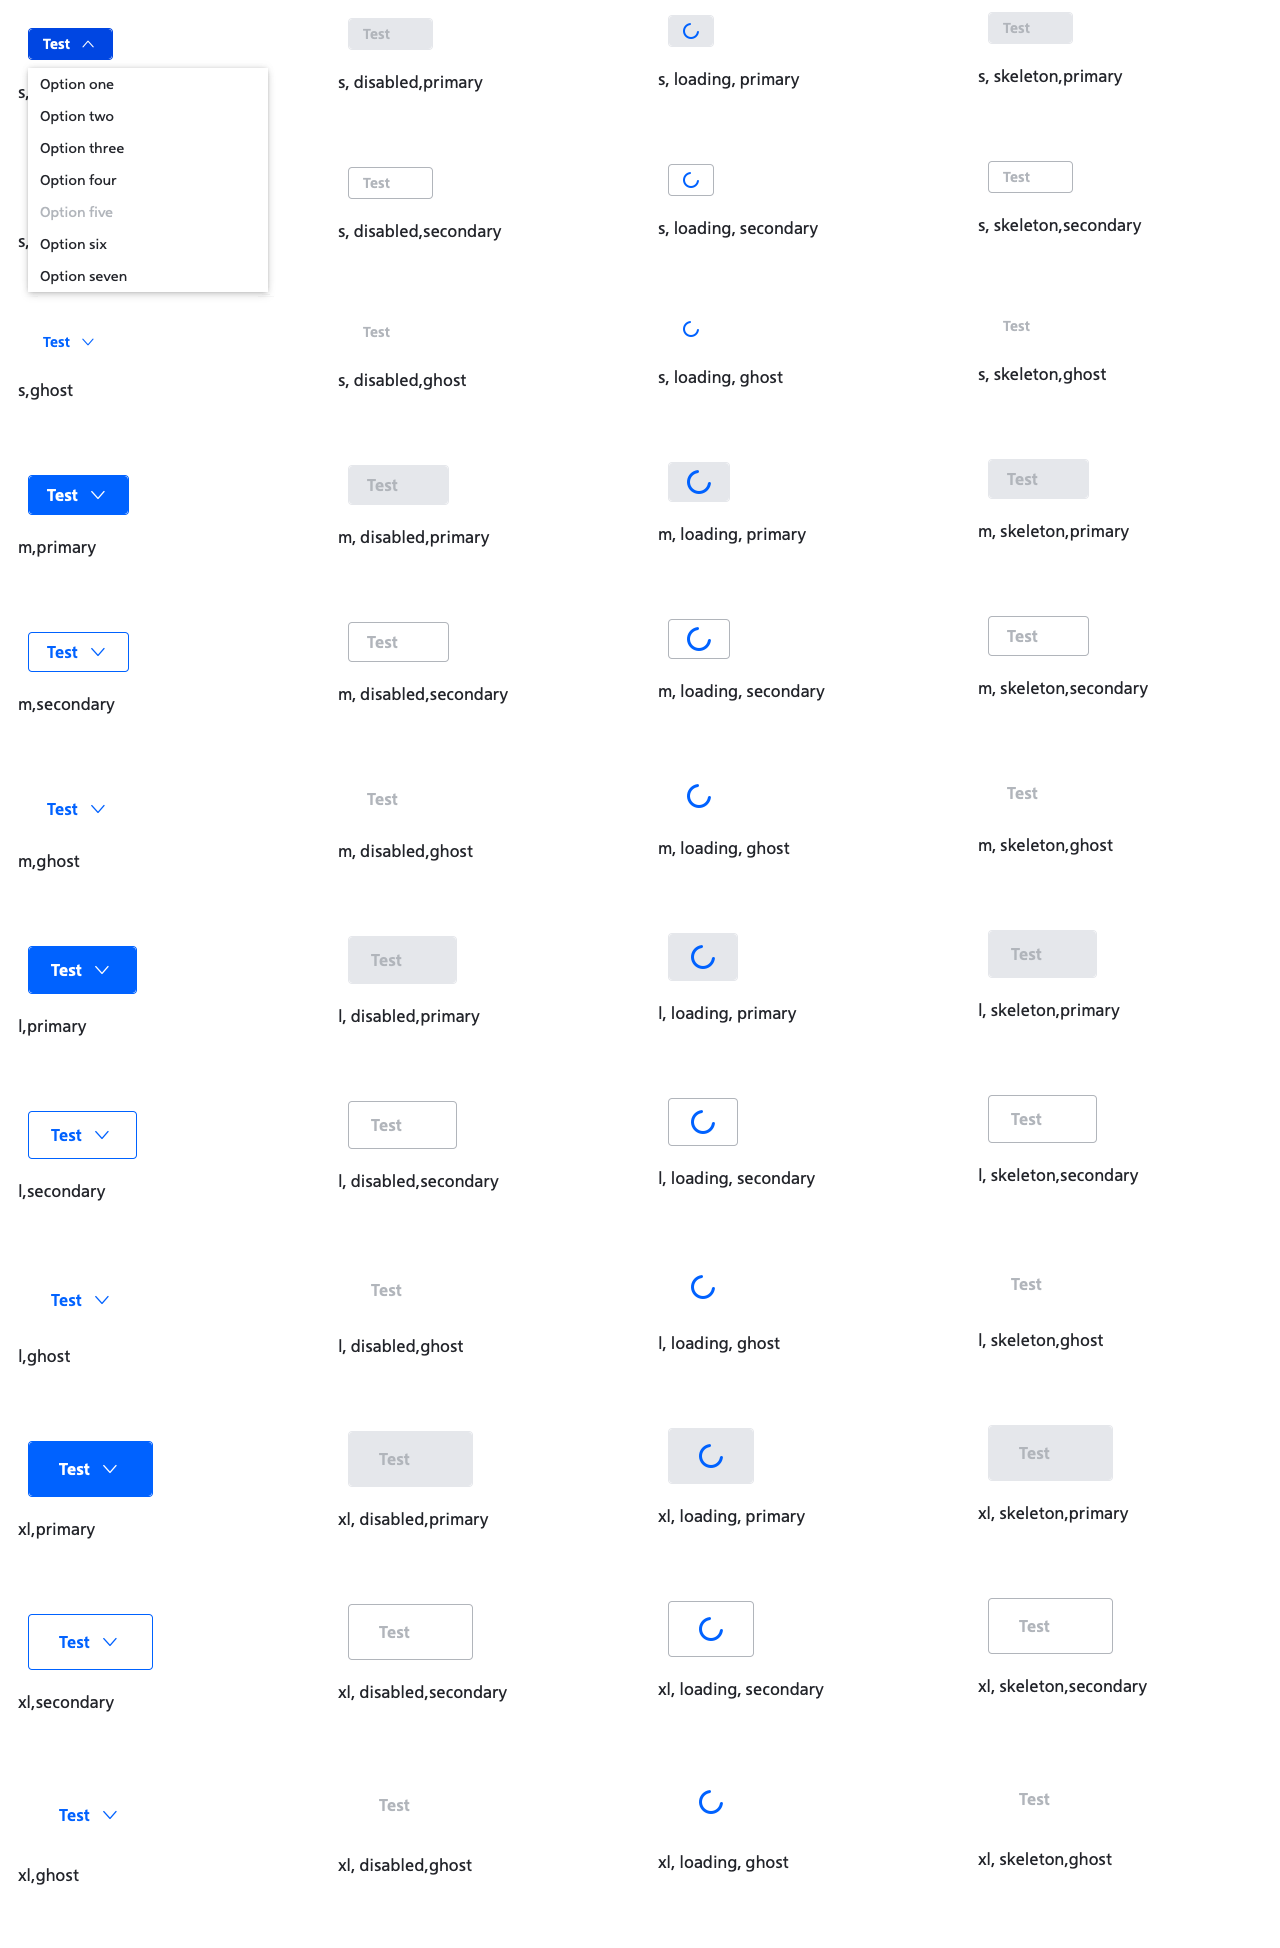 Test
Option one
Option two
Option three
Option four
Option five
Option six
Option seven
s,
s,
Test
s, disabled,primary
s, loading, primary
Test
s, skeleton,primary
Test
s, disabled,secondary
s, loading, secondary
Test
s, skeleton,secondary
Test
s,ghost
Test
s, disabled,ghost
s, loading, ghost
Test
s, skeleton,ghost
Test
m,primary
Test
m, disabled,primary
m, loading, primary
Test
m, skeleton,primary
Test
m,secondary
Test
m, disabled,secondary
m, loading, secondary
Test
m, skeleton,secondary
Test
m,ghost
Test
m, disabled,ghost
m, loading, ghost
Test
m, skeleton,ghost
Test
l,primary
Test
l, disabled,primary
l, loading, primary
Test
l, skeleton,primary
Test
l,secondary
Test
l, disabled,secondary
l, loading, secondary
Test
l, skeleton,secondary
Test
l,ghost
Test
l, disabled,ghost
l, loading, ghost
Test
l, skeleton,ghost
Test
xl,primary
Test
xl, disabled,primary
xl, loading, primary
Test
xl, skeleton,primary
Test
xl,secondary
Test
xl, disabled,secondary
xl, loading, secondary
Test
xl, skeleton,secondary
Test
xl,ghost
Test
xl, disabled,ghost
xl, loading, ghost
Test
xl, skeleton,ghost